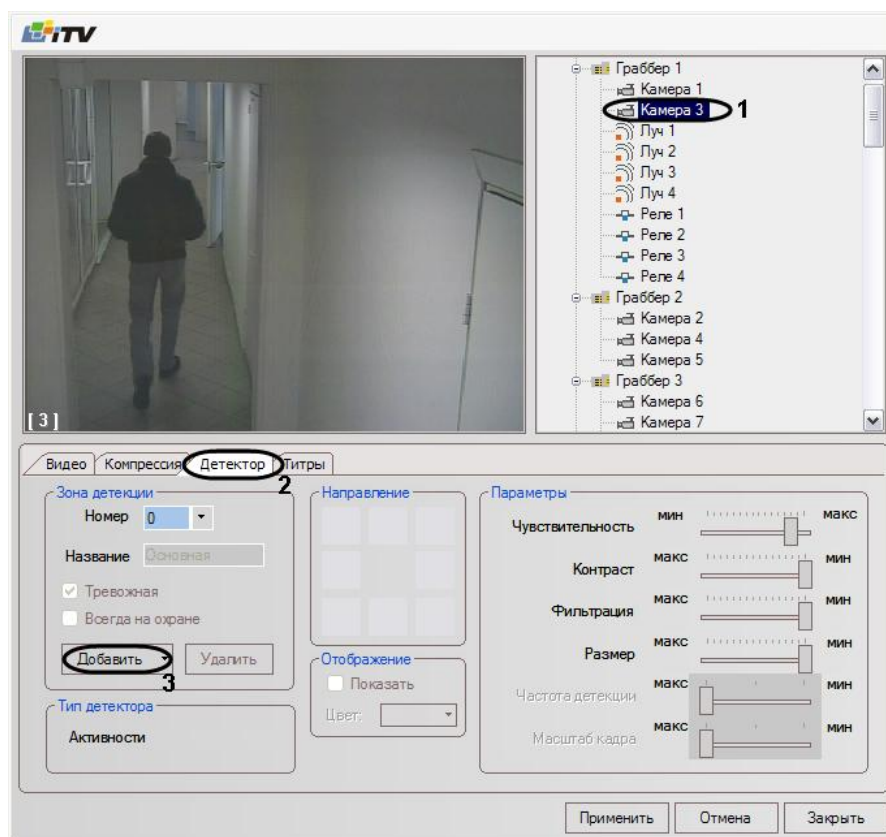 iTV
Граббер 1
Камера 1
Камера 3
1
Луч 1
Луч 2
Луч 3
Луч 4
Реле 1
Реле 2
Реле 3
Реле 4
Граббер 2
Камера 2
Камера 4
Камера 5
Граббер 3
Камера 6
Камера 7
[ 3 ]
Видео Компрессия Детектор Титры
2
Зона детекции
Номер 0
Название Основная
Тревожная
Всегда на охране
Добавить Удалить
3
Тип детектора
Активности
Направление
Отображение
Показать
Цвет:
Параметры
Чувствительность мин макс
Контраст макс мин
Фильтрация макс мин
Размер макс мин
Частота детекции макс мин
Масштаб кадра макс мин
Применить Отмена Закрыть